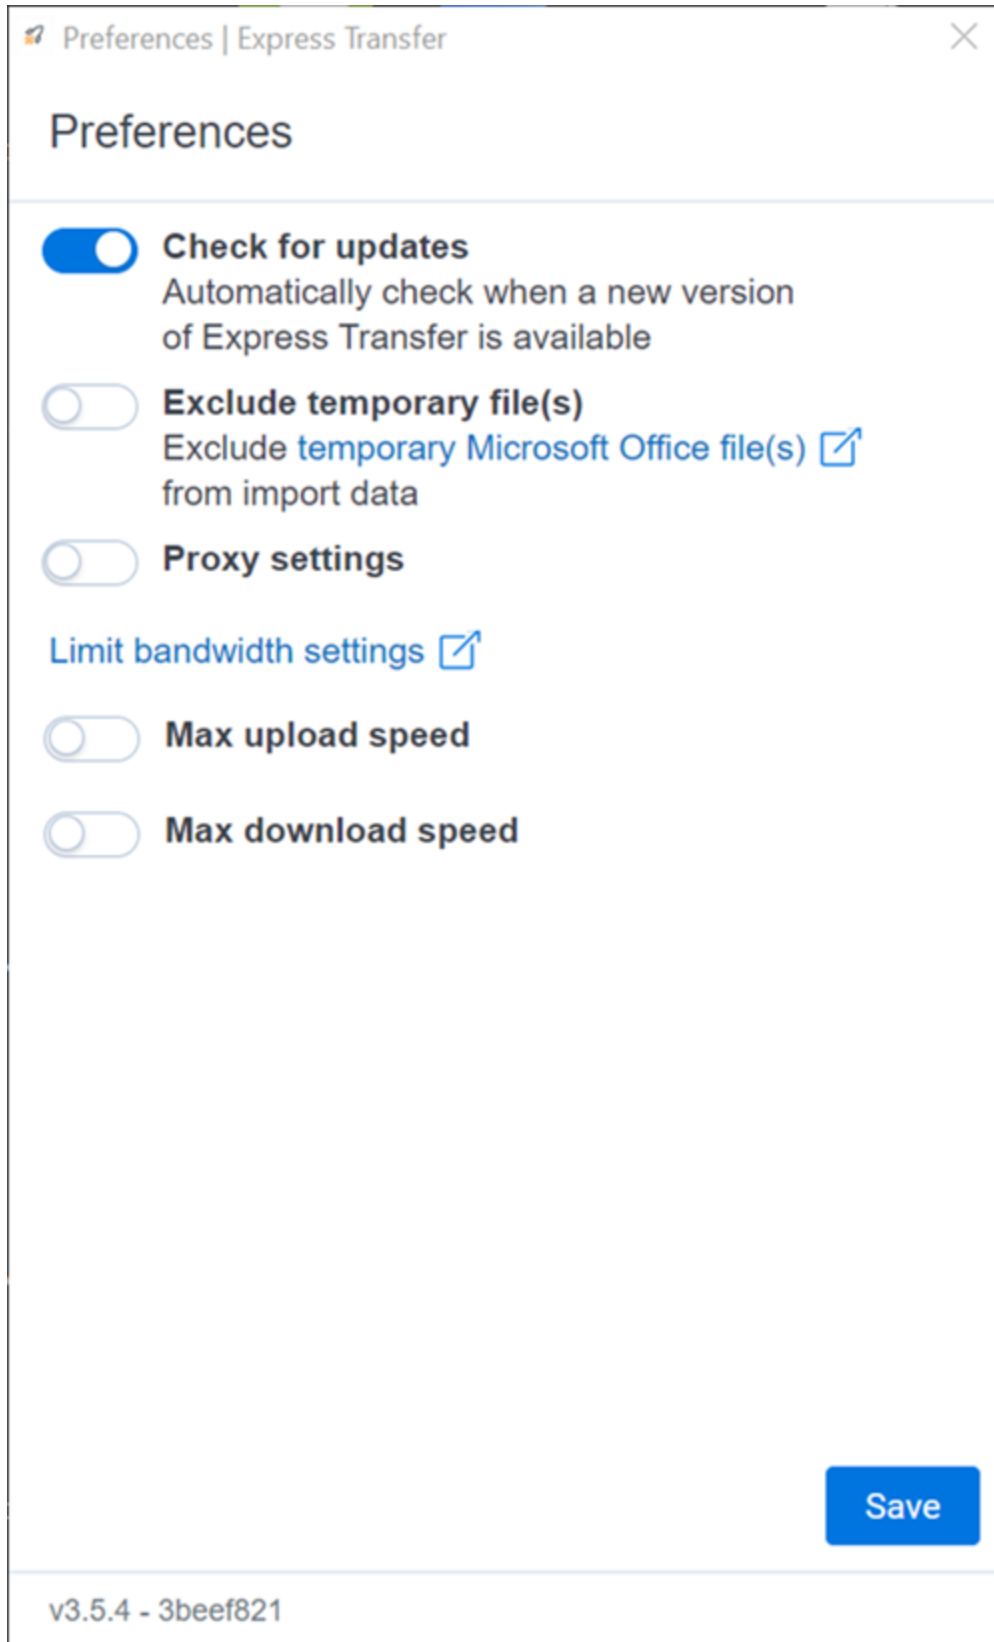 Preferences | Express Transfer
Preferences
Check for updates
Automatically check when a new version
of Express Transfer is available
Exclude temporary file(s)
Exclude temporary Microsoft Office file(s)
from import data
Proxy settings
Limit bandwidth settings
Max upload speed
Max download speed
Save
v3.5.4 - 3beef821